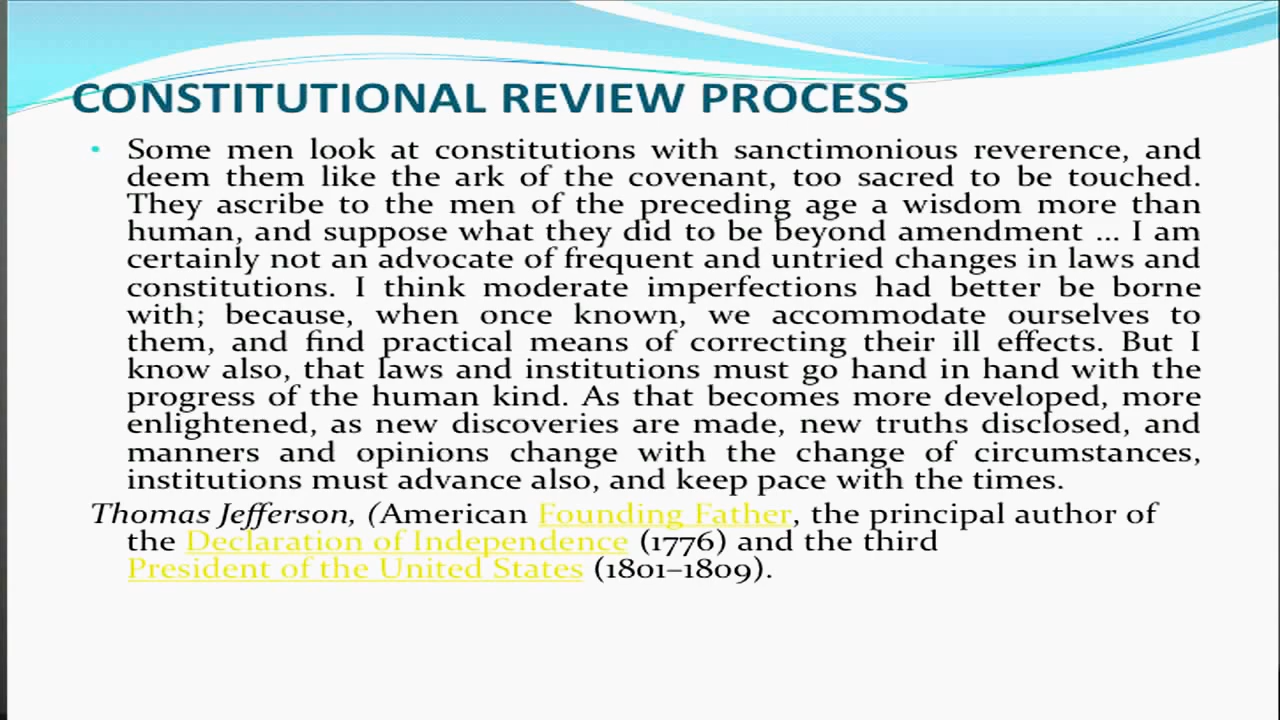 CONSTITUTIONAL REVIEW PROCESS
• Some men look at constitutions with sanctimonious reverence, and
deem them like the ark of the covenant, too sacred to be touched.
They ascribe to the men of the preceding age a wisdom more than
human, and suppose what they did to be beyond amendment ... I am
certainly not an advocate of frequent and untried changes in laws and
constitutions. I think moderate imperfections had better be borne
with; because, when once known, we accommodate ourselves to
them, and find practical means of correcting their ill effects. But I
know also, that laws and institutions must go hand in hand with the
progress of the human kind. As that becomes more developed, more
enlightened, as new discoveries are made, new truths disclosed, and
manners and opinions change with the change of circumstances,
institutions must advance also, and keep pace with the times.
Thomas Jefferson, (American Founding Father, the principal author of
the Declaration of Independence (1776) and the third
President of the United States (1801–1809).